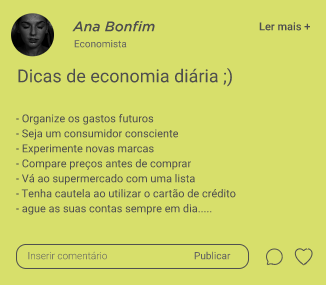 Ana Bonfim
Ler mais +
Economista
Dicas de economia diária ;)
- Organize os gastos futuros
- Seja um consumidor consciente
- Experimente novas marcas
- Compare preços antes de comprar
- Vá ao supermercado com uma lista
- Tenha cautela ao utilizar o cartão de crédito
- ague as suas contas sempre em dia.....
Inserir comentário
Publicar